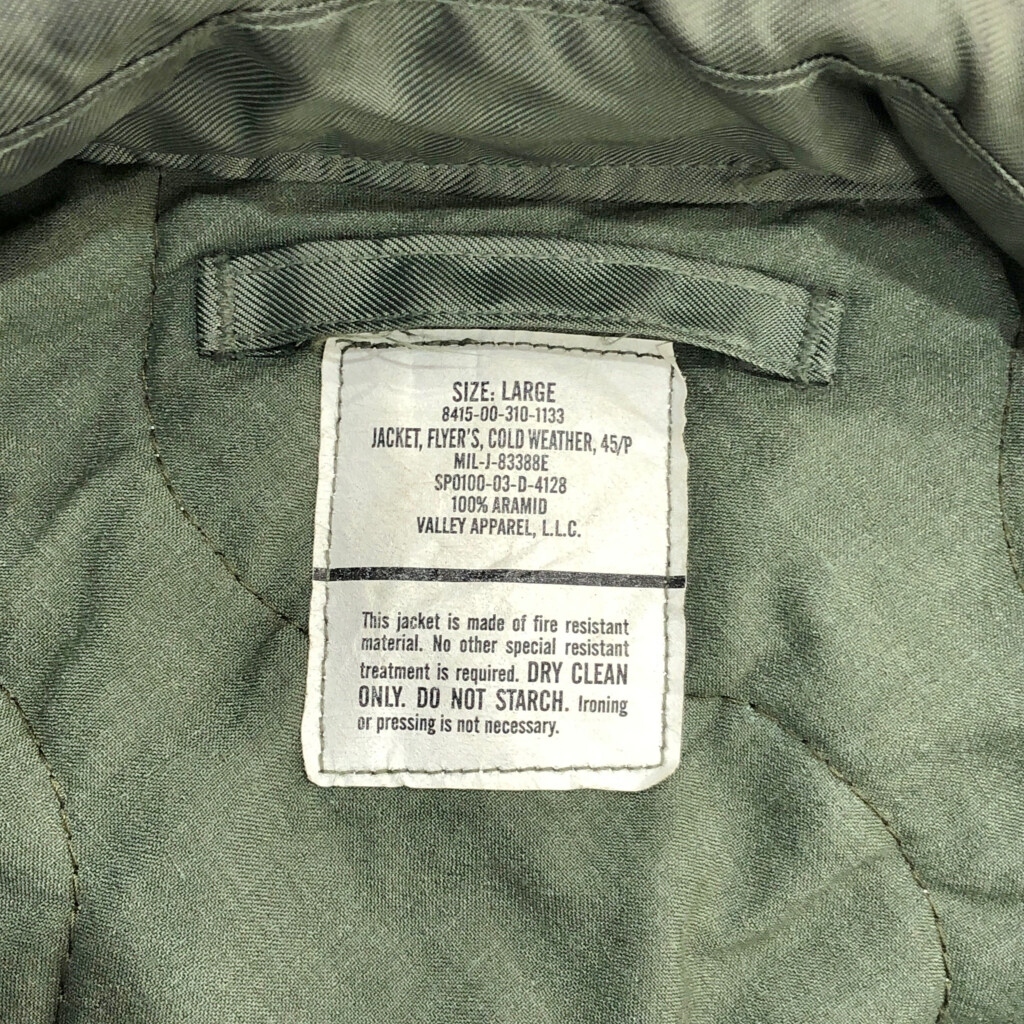 SIZE: LARGE
8415-00-310-1133
JACKET, FLYER'S, COLD WEATHER, 45/P
MIL-J-83388E
SP0100-03-D-4128
100% ARAMID
VALLEY APPAREL, L.L.C.
This jacket is made of fire resistant
material. No other special resistant
treatment is required. DRY CLEAN
ONLY. DO NOT STARCH. Ironing
or pressing is not necessary.